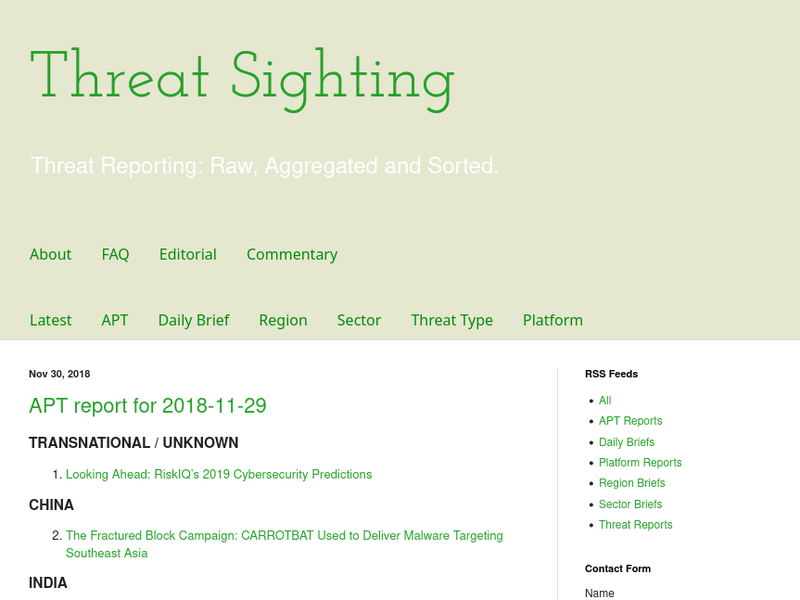 Threat Sighting
Threat Reporting: Raw, Aggregated and Sorted.
About FAQ Editorial Commentary
Latest APT Daily Brief Region Sector Threat Type Platform
Nov 30, 2018
APT report for 2018-11-29
TRANSNATIONAL / UNKNOWN
1. Looking Ahead: RiskIQ's 2019 Cybersecurity Predictions
CHINA
2. The Fractured Block Campaign: CARROTBAT Used to Deliver Malware Targeting
Southeast Asia
INDIA
RSS Feeds
All
APT Reports
Daily Briefs
Platform Reports
Region Briefs
Sector Briefs
Threat Reports
Contact Form
Name